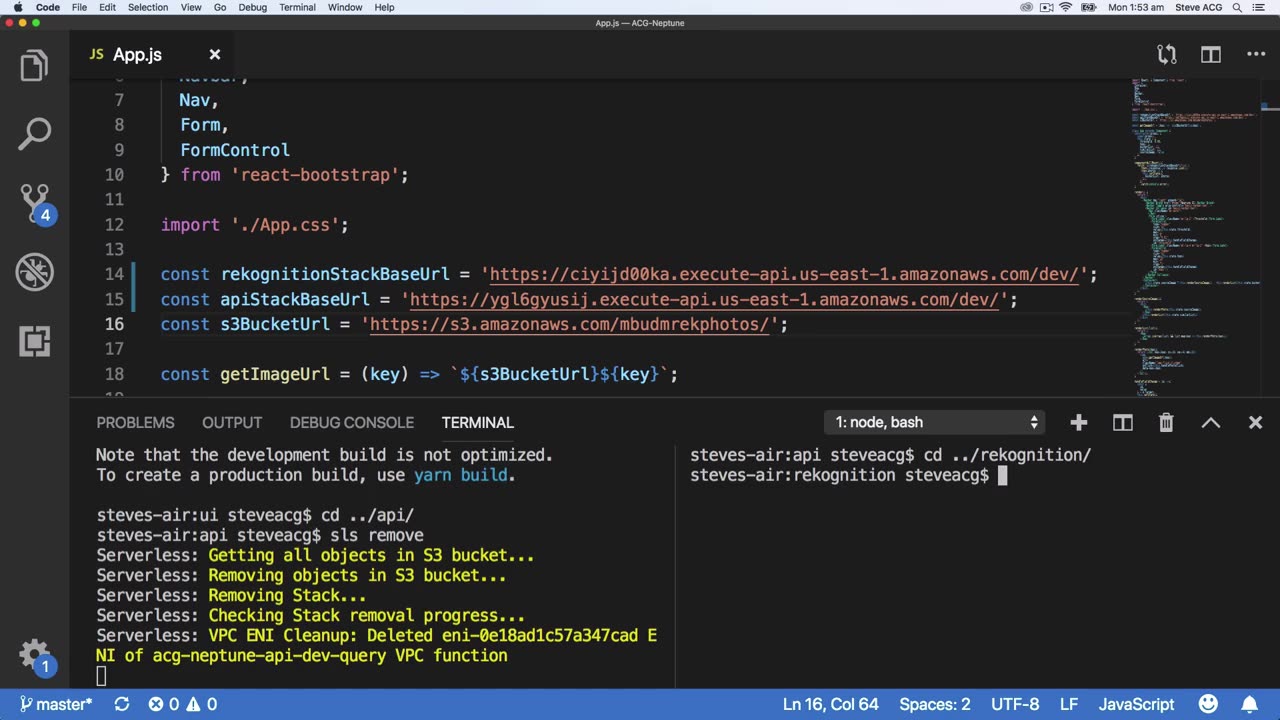 Code File Edit Selection View Go Debug Terminal Window Help Mon 1:53 am Steve ACG
App.js — ACG-Neptune
JS App.js
Navbar,
7 Nav,
8 Form,
9 FormControl
10 } from 'react-bootstrap';
11
12 import './App.css';
13
14 const rekognitionStackBaseUrl = 'https://ciyijd00ka.execute-api.us-east-1.amazonaws.com/dev/';
15 const apiStackBaseUrl = 'https://ygl6gyusij.execute-api.us-east-1.amazonaws.com/dev/';
16 const s3BucketUrl = 'https://s3.amazonaws.com/mbudmrekphotos/';
17
18 const getImageUrl = (key) => `${s3BucketUrl}${key}`;
4
1
PROBLEMS OUTPUT DEBUG CONSOLE TERMINAL 1: node, bash
Note that the development build is not optimized.
To create a production build, use yarn build.
steves-air:ui steveacg$ cd ../api/
steves-air:api steveacg$ sls remove
Serverless: Getting all objects in S3 bucket...
Serverless: Removing objects in S3 bucket...
Serverless: Removing Stack...
Serverless: Checking Stack removal progress...
Serverless: VPC ENI Cleanup: Deleted eni-0e18ad1c57a347cad E
NI of acg-neptune-api-dev-query VPC function
steves-air:api steveacg$ cd ../rekognition/
steves-air:rekognition steveacg$
master* 0 0 Ln 16, Col 64 Spaces: 2 UTF-8 LF JavaScript